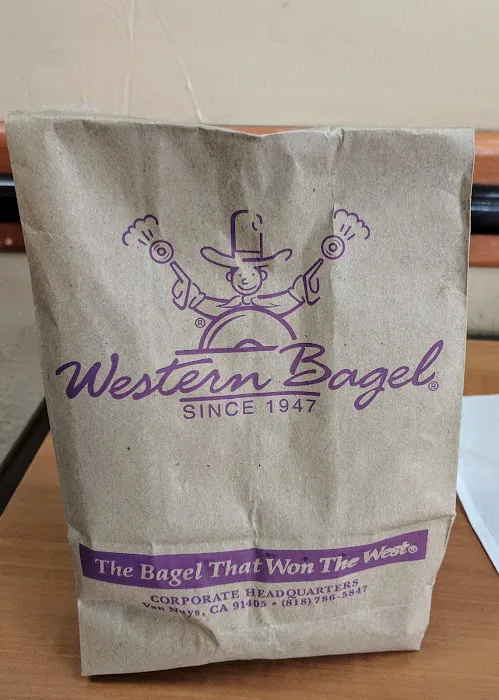 ®
Western Bagel®
SINCE 1947
The Bagel That Won The West®
CORPORATE HEADQUARTERS
Van Nuys, CA 91405 • (818) 786-5847